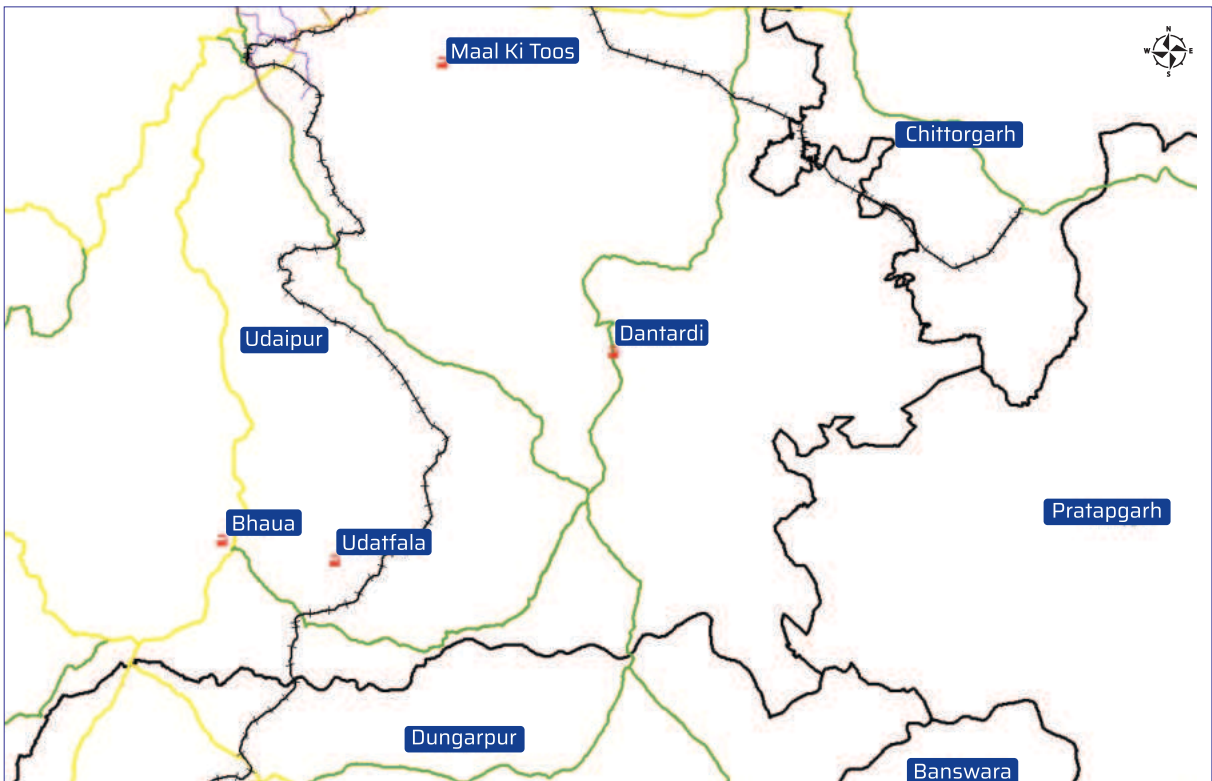 Maal Ki Toos
N
W E
S
Chittorgarh
Udaipur
Dantardi
Pratapgarh
Bhaua
Udatfala
Dungarpur
Banswara